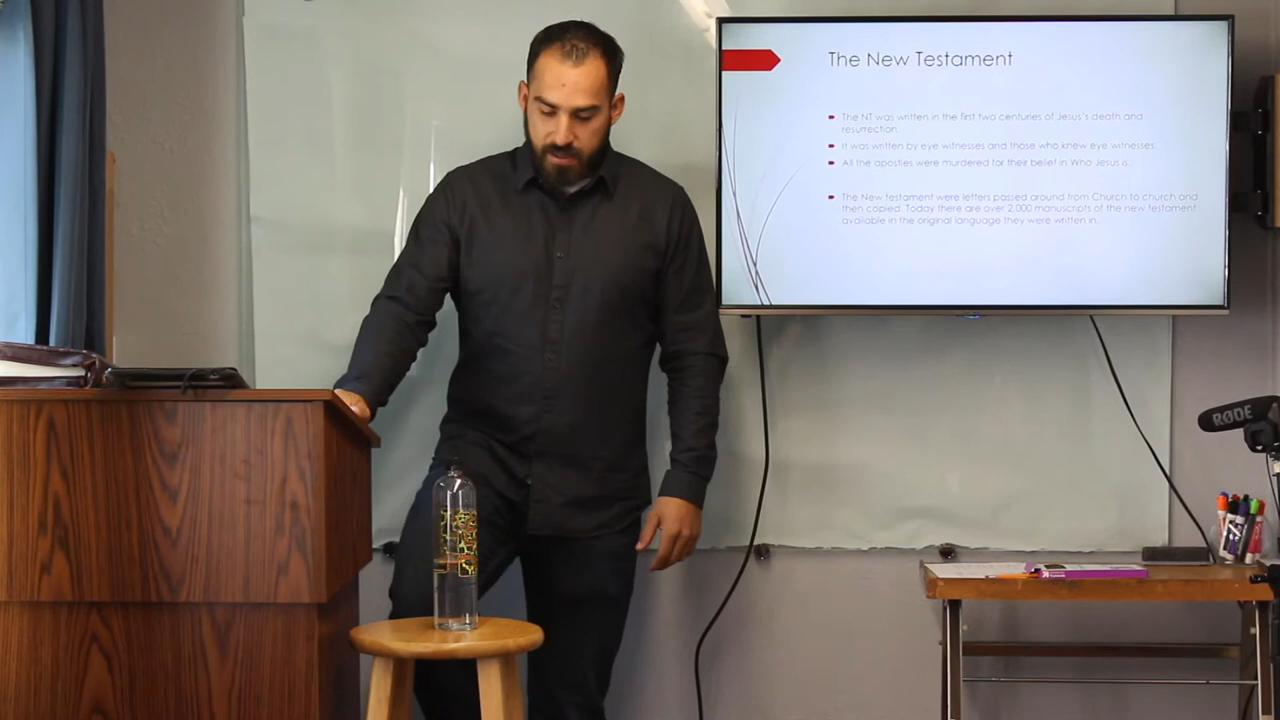 The New Testament
The NT was written in the first two centuries of Jesus's death and
resurrection.
It was written by eye witnesses and those who knew eye witnesses.
All the apostles were murdered for their belief in Who Jesus is.
The New testament were letters passed around from Church to church and
then copied. Today there are over 2,000 manuscripts of the new testament
available in the original language they were written in.
RØDE